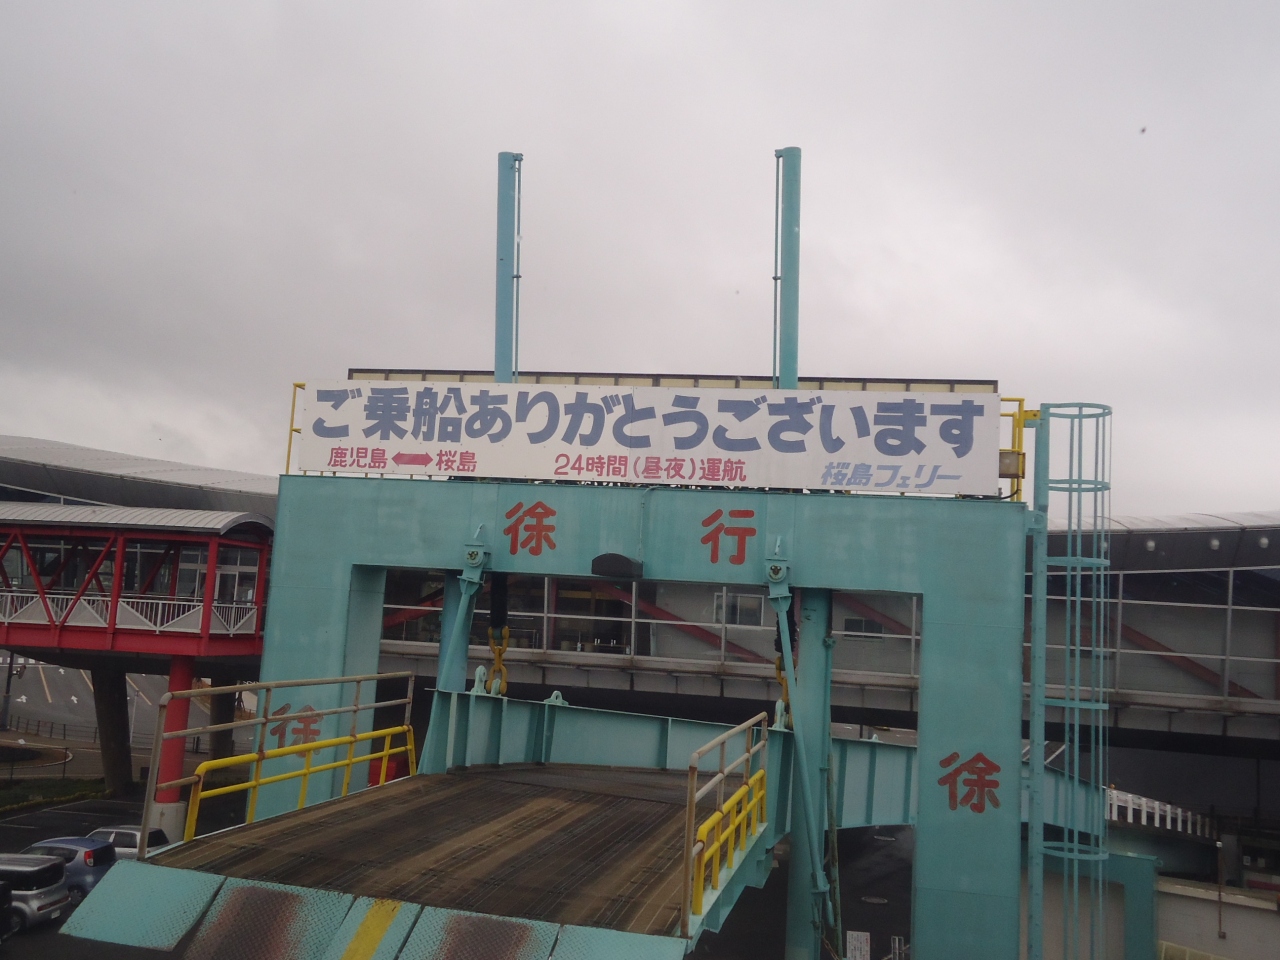 ご乗船ありがとうございます
鹿児島⟷桜島 24時間(昼夜)運航 桜島フェリー
徐行
徐
徐